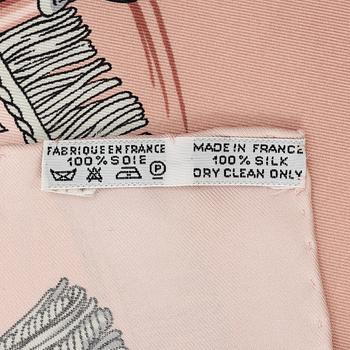 FABRIQUE EN FRANCE
100% SOIE
MADE IN FRANCE
100% SILK
DRY CLEAN ONLY